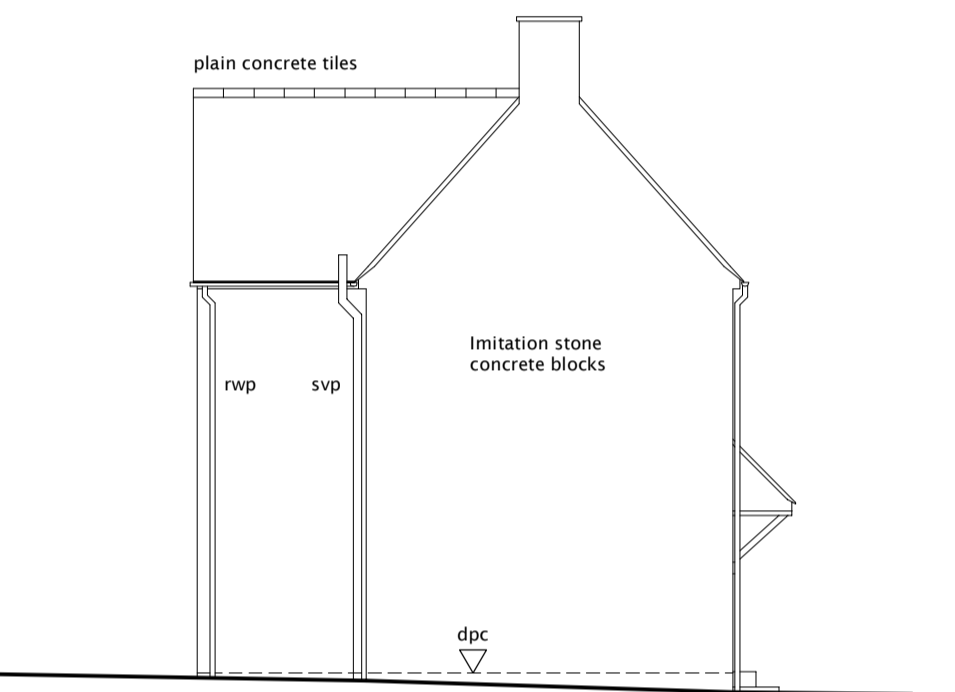 plain concrete tiles
Imitation stone
concrete blocks
rwp
svp
dpc